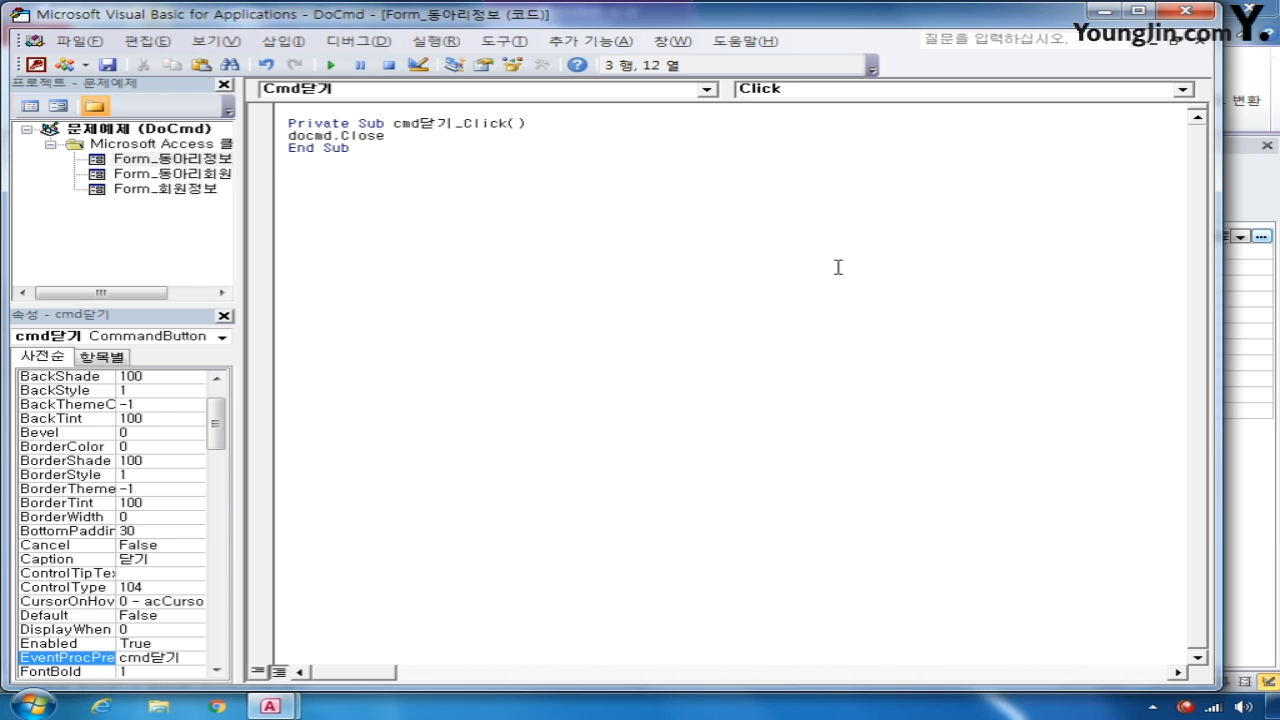 Microsoft Visual Basic for Applications - DoCmd - [Form_동아리정보 (코드)]
YoungJin.com Y.
파일(F) 편집(E) 보기(V) 삽입(I) 디버그(D) 실행(R) 도구(T) 추가 기능(A) 창(W) 도움말(H) 질문을 입력하십시오.
3 행, 12 열
프로젝트 - 문제예제
Cmd닫기 Click
변환
Private Sub cmd닫기_Click()
docmd.Close
End Sub
문제예제 (DoCmd)
Microsoft Access 클
Form_동아리정보
Form_동아리회원
Form_회원정보
속성 - cmd닫기
cmd닫기 CommandButton
사전순 항목별
BackShade 100
BackStyle 1
BackThemeC -1
BackTint 100
Bevel 0
BorderColor 0
BorderShade 100
BorderStyle 1
BorderTheme -1
BorderTint 100
BorderWidth 0
BottomPaddin 30
Cancel False
Caption 닫기
ControlTipTex
ControlType 104
CursorOnHov 0 - acCurso
Default False
DisplayWhen 0
Enabled True
EventProcPre cmd닫기
FontBold 1